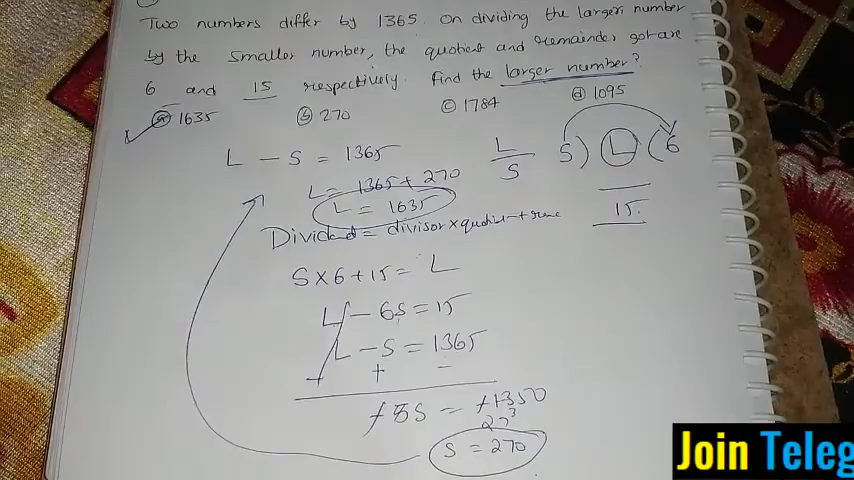 Two numbers differ by 1365. On dividing the larger number
by the smaller number, the quotient and remainder got are
6 and 15 respectively. Find the larger number?
ⓐ 1635 ⓑ 270 ⓒ 1784 ⓓ 1095
L - S = 1365
L = 1365 + 270
L = 1635
L
S
S) L (6
15.
Dividend = divisor × quotient +
S × 6 + 15 = L
L - 6S = 15
L - S = 1365
- + -
+5S = +1350
S = 270
Join Teleg